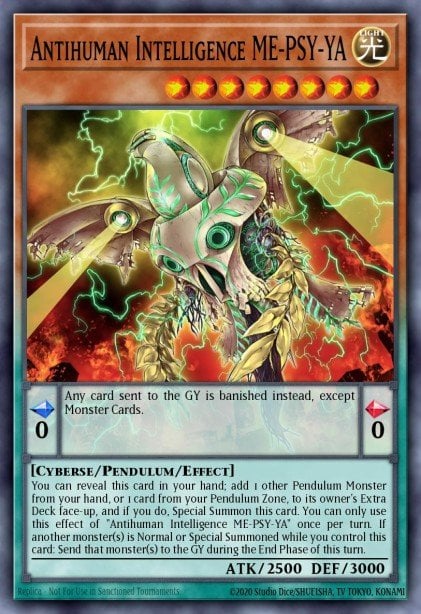 Antihuman Intelligence ME-PSY-YA
LIGHT
光
Any card sent to the GY is banished instead, except
Monster Cards.
0
0
[Cyberse/Pendulum/Effect]
You can reveal this card in your hand; add 1 other Pendulum Monster
from your hand, or 1 card from your Pendulum Zone, to its owner's Extra
Deck face-up, and if you do, Special Summon this card. You can only use
this effect of "Antihuman Intelligence ME-PSY-YA" once per turn. If
another monster(s) is Normal or Special Summoned while you control this
card: Send that monster(s) to the GY during the End Phase of this turn.
ATK/2500 DEF/3000
Replica - Not For Use in Sanctioned Tournaments
©2020 Studio Dice/SHUEISHA, TV TOKYO, KONAMI